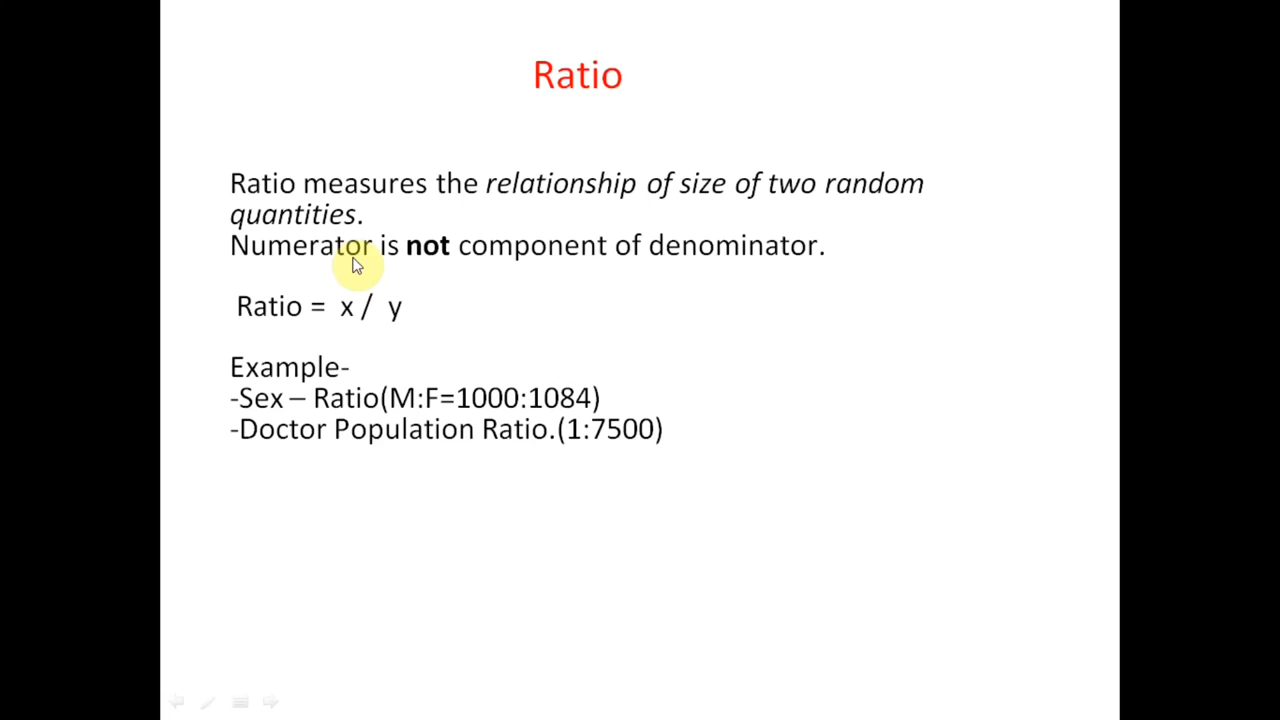 Ratio
Ratio measures the relationship of size of two random
quantities.
Numerator is not component of denominator.
Ratio = x / y
Example-
-Sex – Ratio(M:F=1000:1084)
-Doctor Population Ratio.(1:7500)